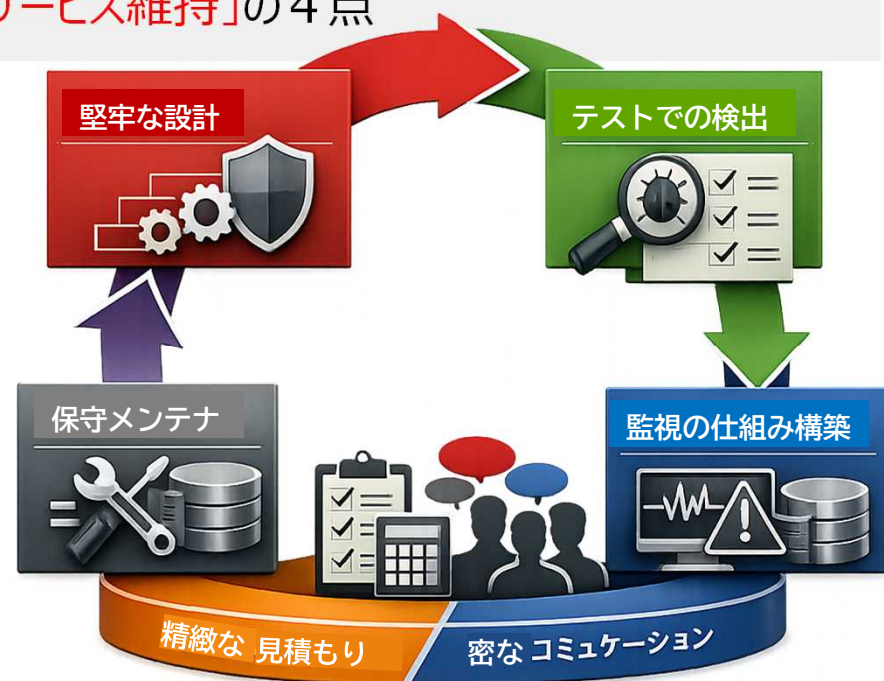 サービス維持」の4点
堅牢な設計
テストでの検出
保守メンテナ
監視の仕組み構築
精緻な 見積もり
密な コミュケーション